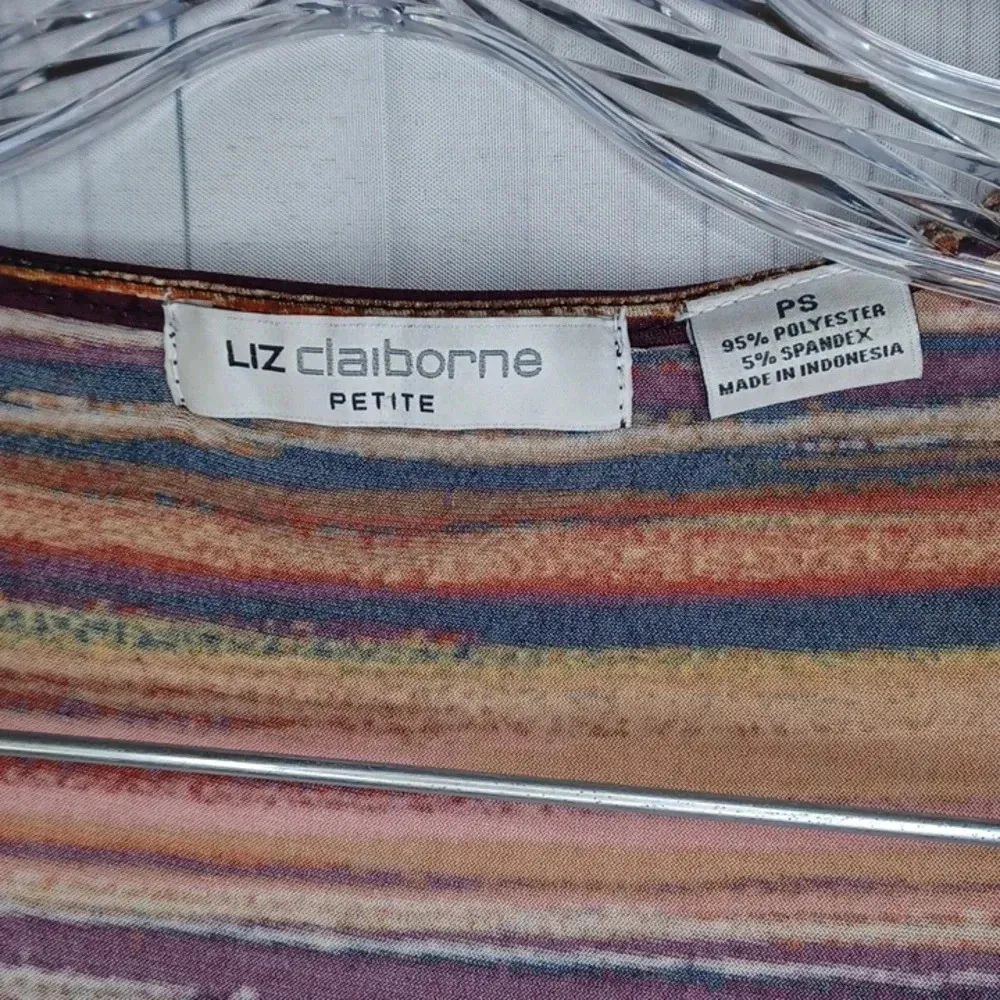 LIZ claiborne
PETITE
PS
95% POLYESTER
5% SPANDEX
MADE IN INDONESIA